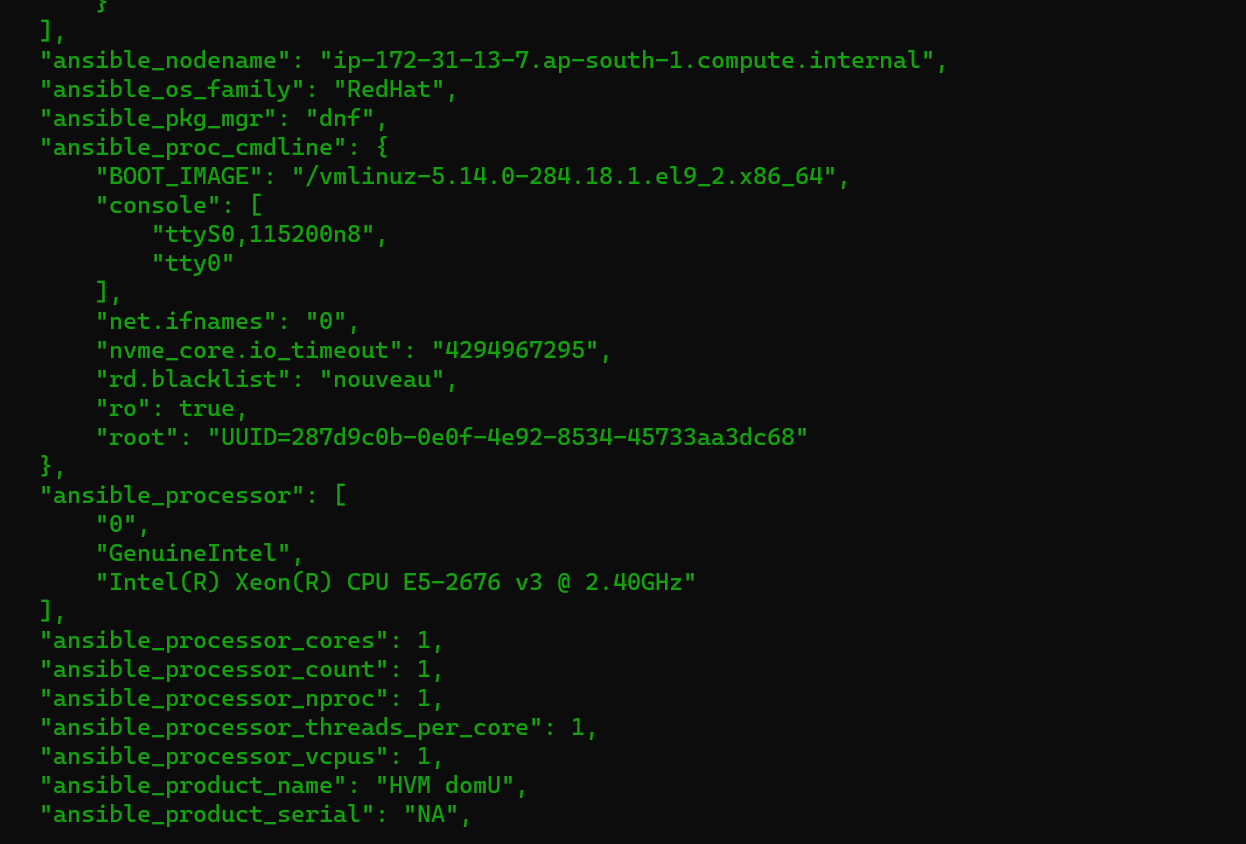 }
    ],
    "ansible_nodename": "ip-172-31-13-7.ap-south-1.compute.internal",
    "ansible_os_family": "RedHat",
    "ansible_pkg_mgr": "dnf",
    "ansible_proc_cmdline": {
        "BOOT_IMAGE": "/vmlinuz-5.14.0-284.18.1.el9_2.x86_64",
        "console": [
            "ttyS0,115200n8",
            "tty0"
        ],
        "net.ifnames": "0",
        "nvme_core.io_timeout": "4294967295",
        "rd.blacklist": "nouveau",
        "ro": true,
        "root": "UUID=287d9c0b-0e0f-4e92-8534-45733aa3dc68"
    },
    "ansible_processor": [
        "0",
        "GenuineIntel",
        "Intel(R) Xeon(R) CPU E5-2676 v3 @ 2.40GHz"
    ],
    "ansible_processor_cores": 1,
    "ansible_processor_count": 1,
    "ansible_processor_nproc": 1,
    "ansible_processor_threads_per_core": 1,
    "ansible_processor_vcpus": 1,
    "ansible_product_name": "HVM domU",
    "ansible_product_serial": "NA",